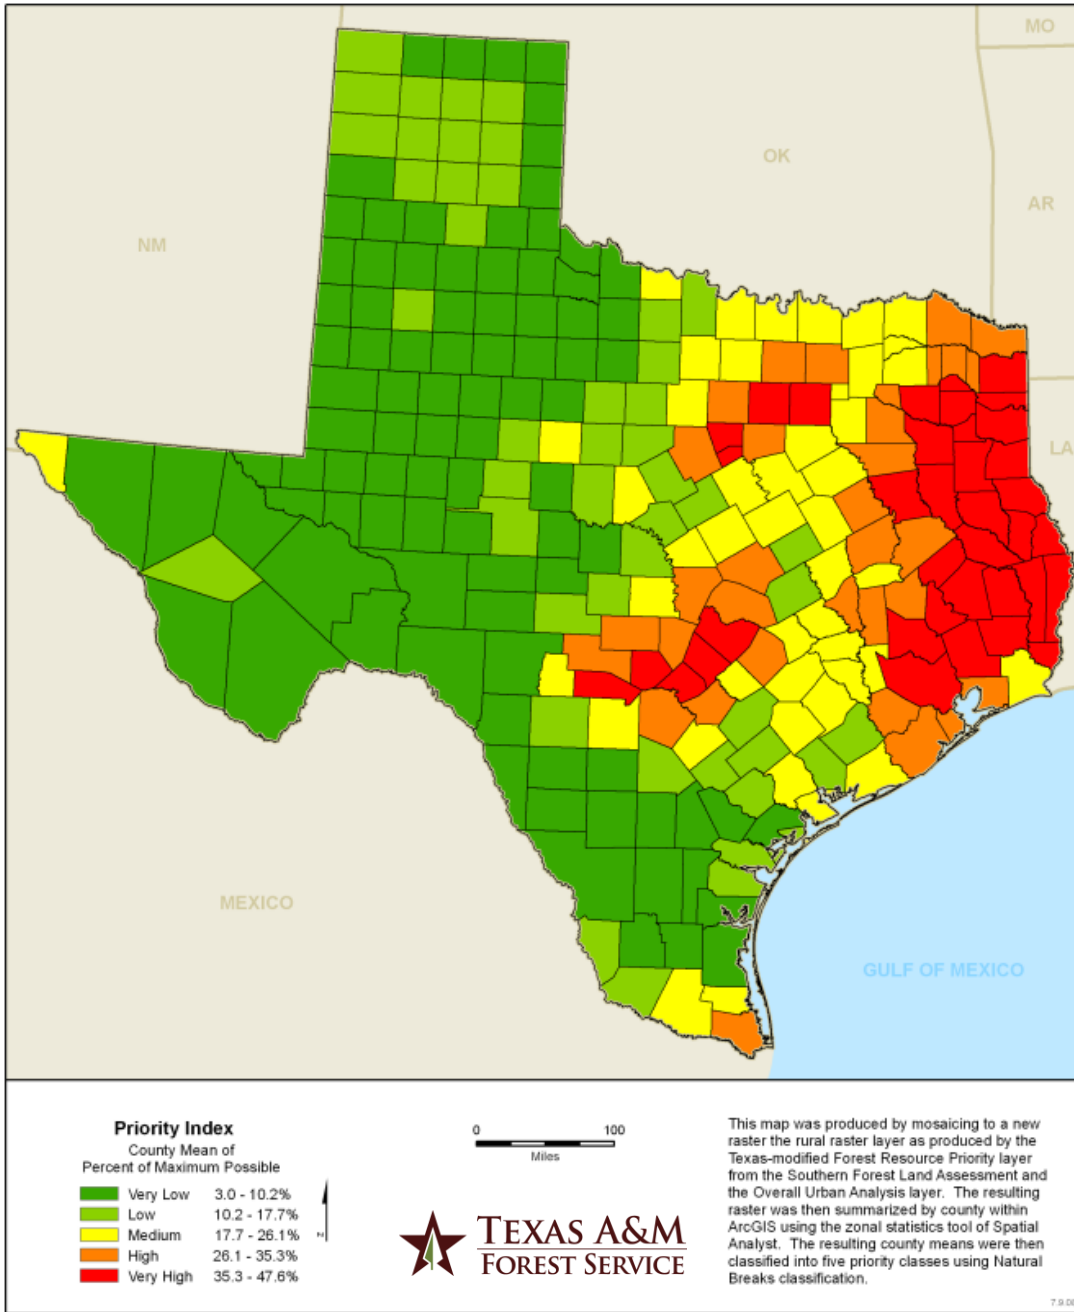 MO
OK
AR
NM
LA
MEXICO
GULF OF MEXICO
Priority Index
County Mean of
Percent of Maximum Possible
Very Low 3.0 - 10.2%
Low 10.2 - 17.7%
Medium 17.7 - 26.1%
High 26.1 - 35.3%
Very High 35.3 - 47.6%
N
0 100
Miles
TEXAS A&M
FOREST SERVICE
This map was produced by mosaicing to a new
raster the rural raster layer as produced by the
Texas-modified Forest Resource Priority layer
from the Southern Forest Land Assessment and
the Overall Urban Analysis layer. The resulting
raster was then summarized by county within
ArcGIS using the zonal statistics tool of Spatial
Analyst. The resulting county means were then
classified into five priority classes using Natural
Breaks classification.